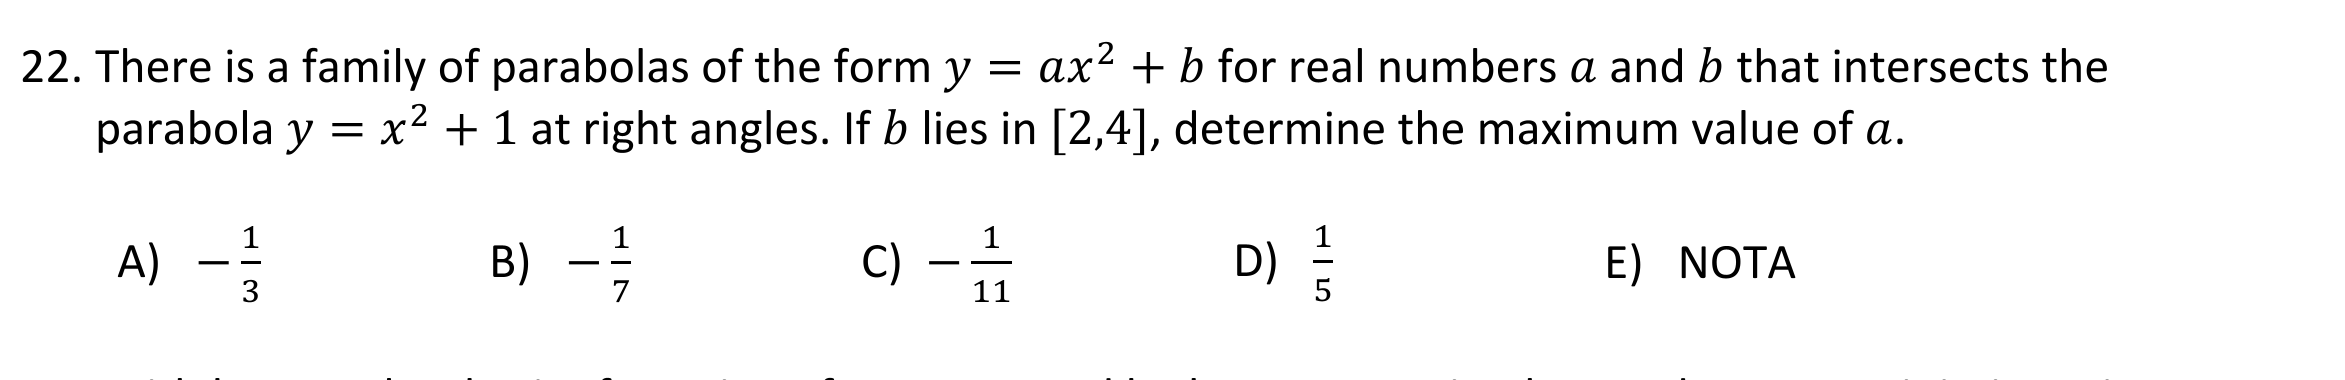 22. There is a family of parabolas of the form y = ax² + b for real numbers a and b that intersects the
parabola y = x² + 1 at right angles. If b lies in [2,4], determine the maximum value of a.
A) −1/3 B) −1/7 C) −1/11 D) 1/5 E) NOTA